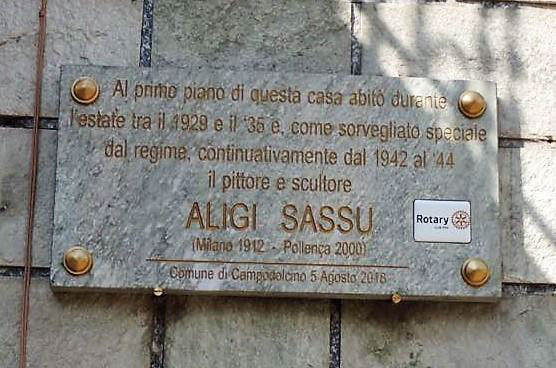 Al primo piano di questa casa abitò durante
l'estate tra il 1929 e il '35 e, come sorvegliato speciale
dal regime, continuativamente dal 1942 al '44
il pittore e scultore
ALIGI SASSU
(Milano 1912 - Pollença 2000)
Comune di Campodolcino 5 Agosto 2018
Rotary